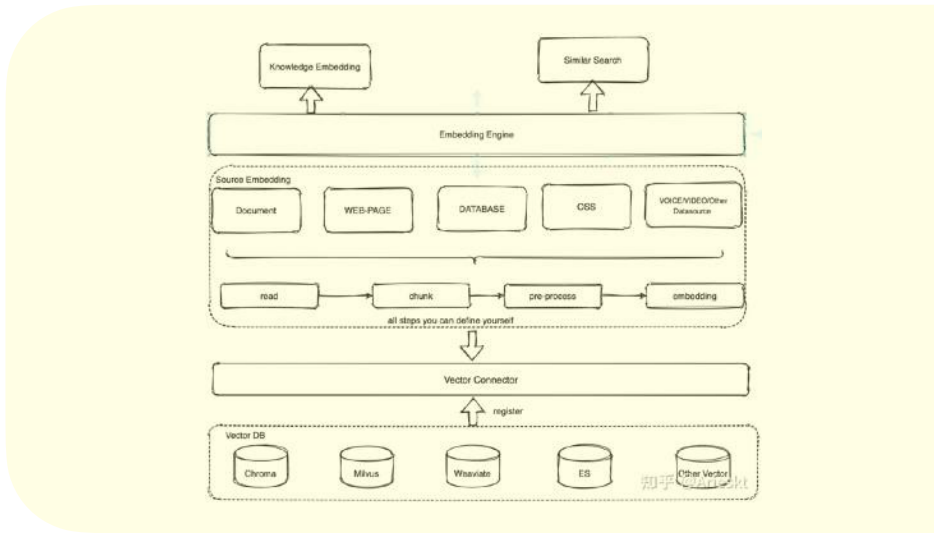 Knowledge Embedding
Similar Search
Embedding Engine
Source Embedding
Document
WEB-PAGE
DATABASE
OSS
VOICE/VIDEO/Other
Datasource
read
chunk
pre-process
embedding
all steps you can define yourself
Vector Connector
register
Vector DB
Chroma
Milvus
Weaviate
ES
Other Vector
知乎